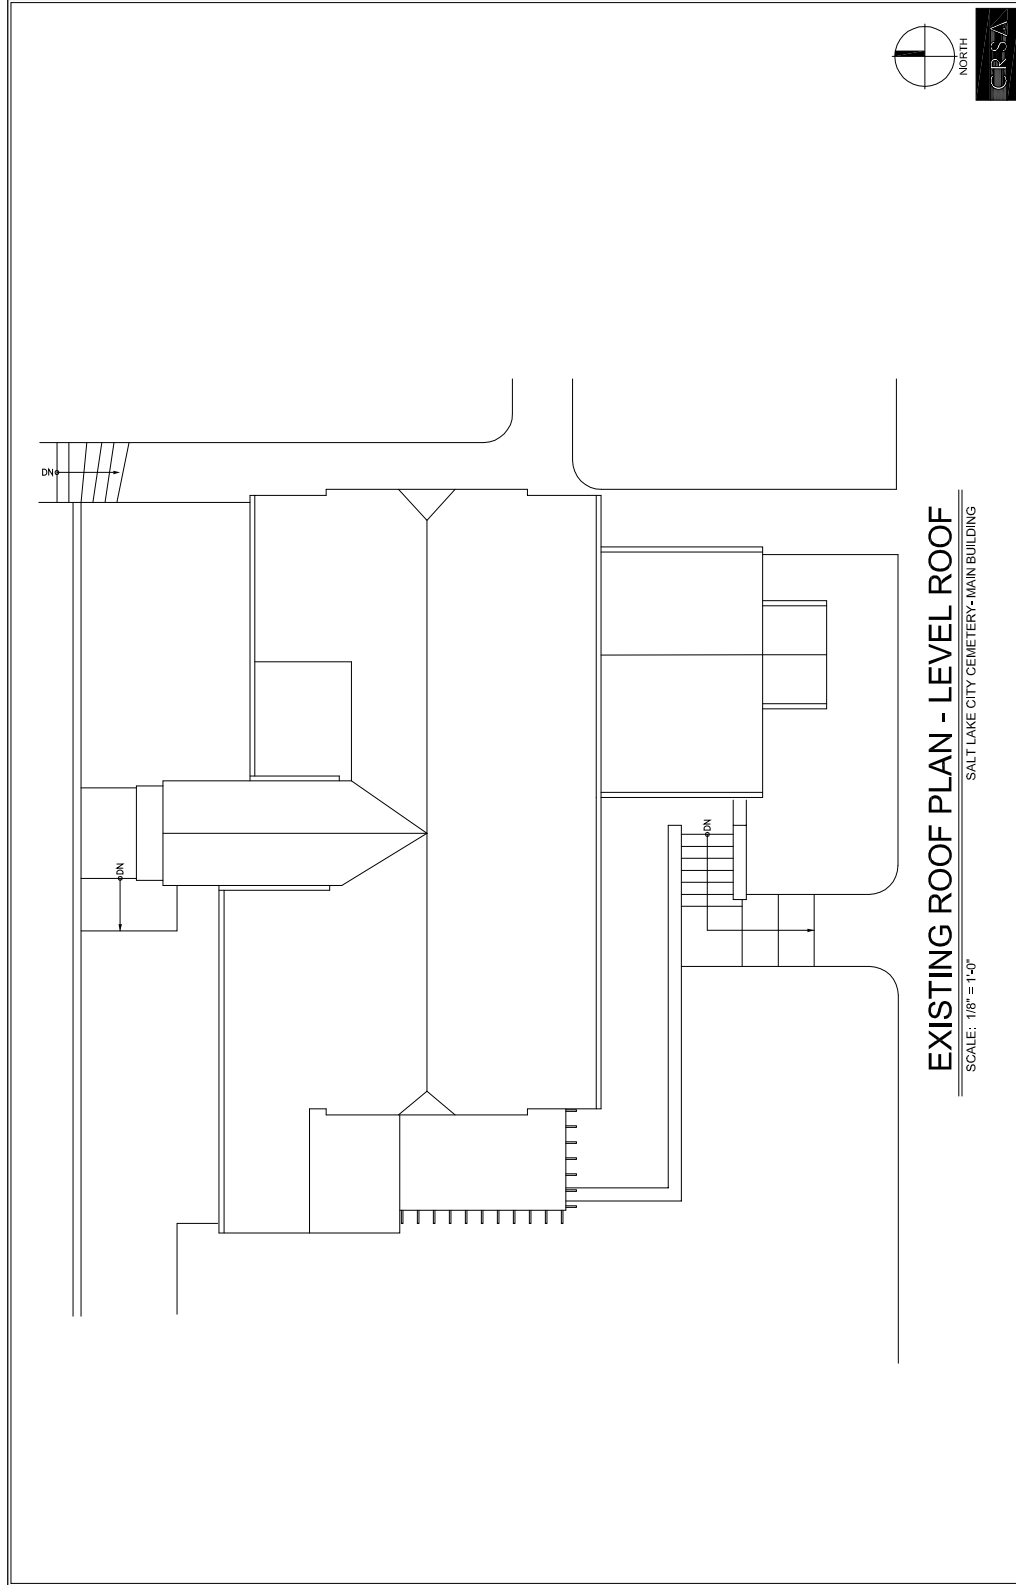 NORTH
CRSA
DN
DN
DN
EXISTING ROOF PLAN - LEVEL ROOF
SCALE: 1/8" = 1'-0"
SALT LAKE CITY CEMETERY- MAIN BUILDING